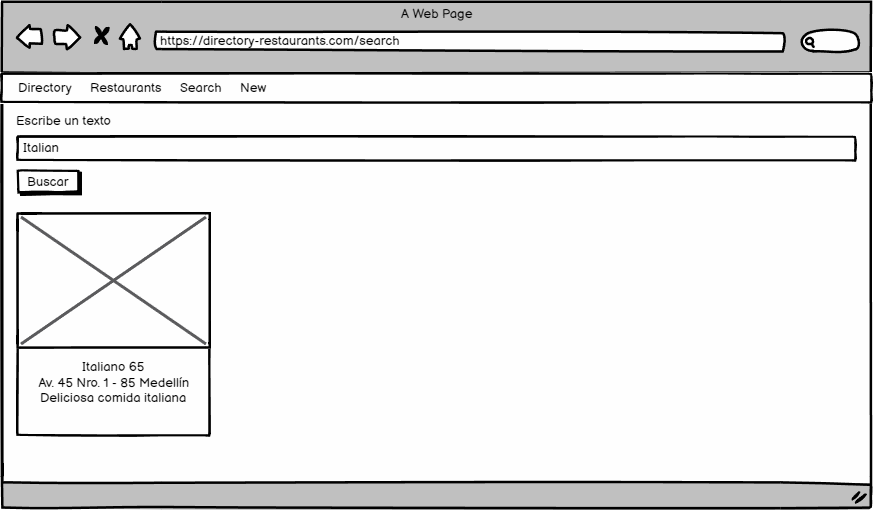 A Web Page
https://directory-restaurants.com/search
Directory Restaurants Search New
Escribe un texto
Italian
Buscar
Italiano 65
Av. 45 Nro. 1 - 85 Medellín
Deliciosa comida italiana